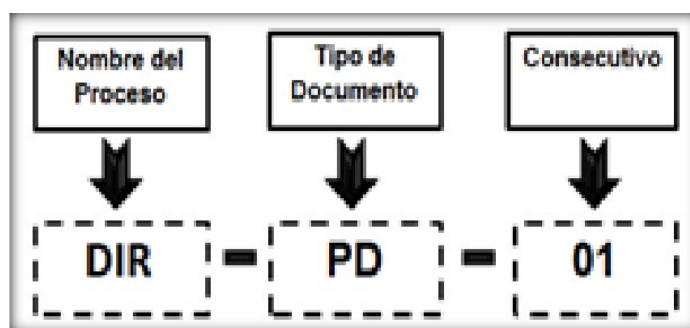 Nombre del
Proceso
Tipo de
Documento
Consecutivo
DIR - PD - 01